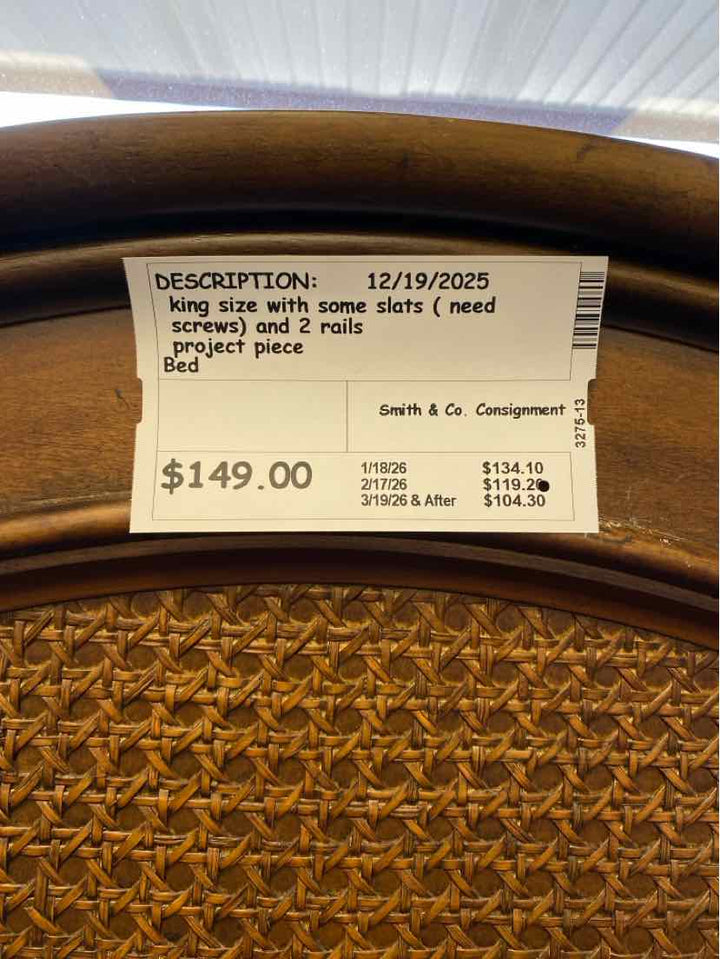 DESCRIPTION: 12/19/2025
king size with some slats ( need
screws) and 2 rails
project piece
Bed
Smith & Co. Consignment
3275-13
$149.00
1/18/26 $134.10
2/17/26 $119.20
3/19/26 & After $104.30